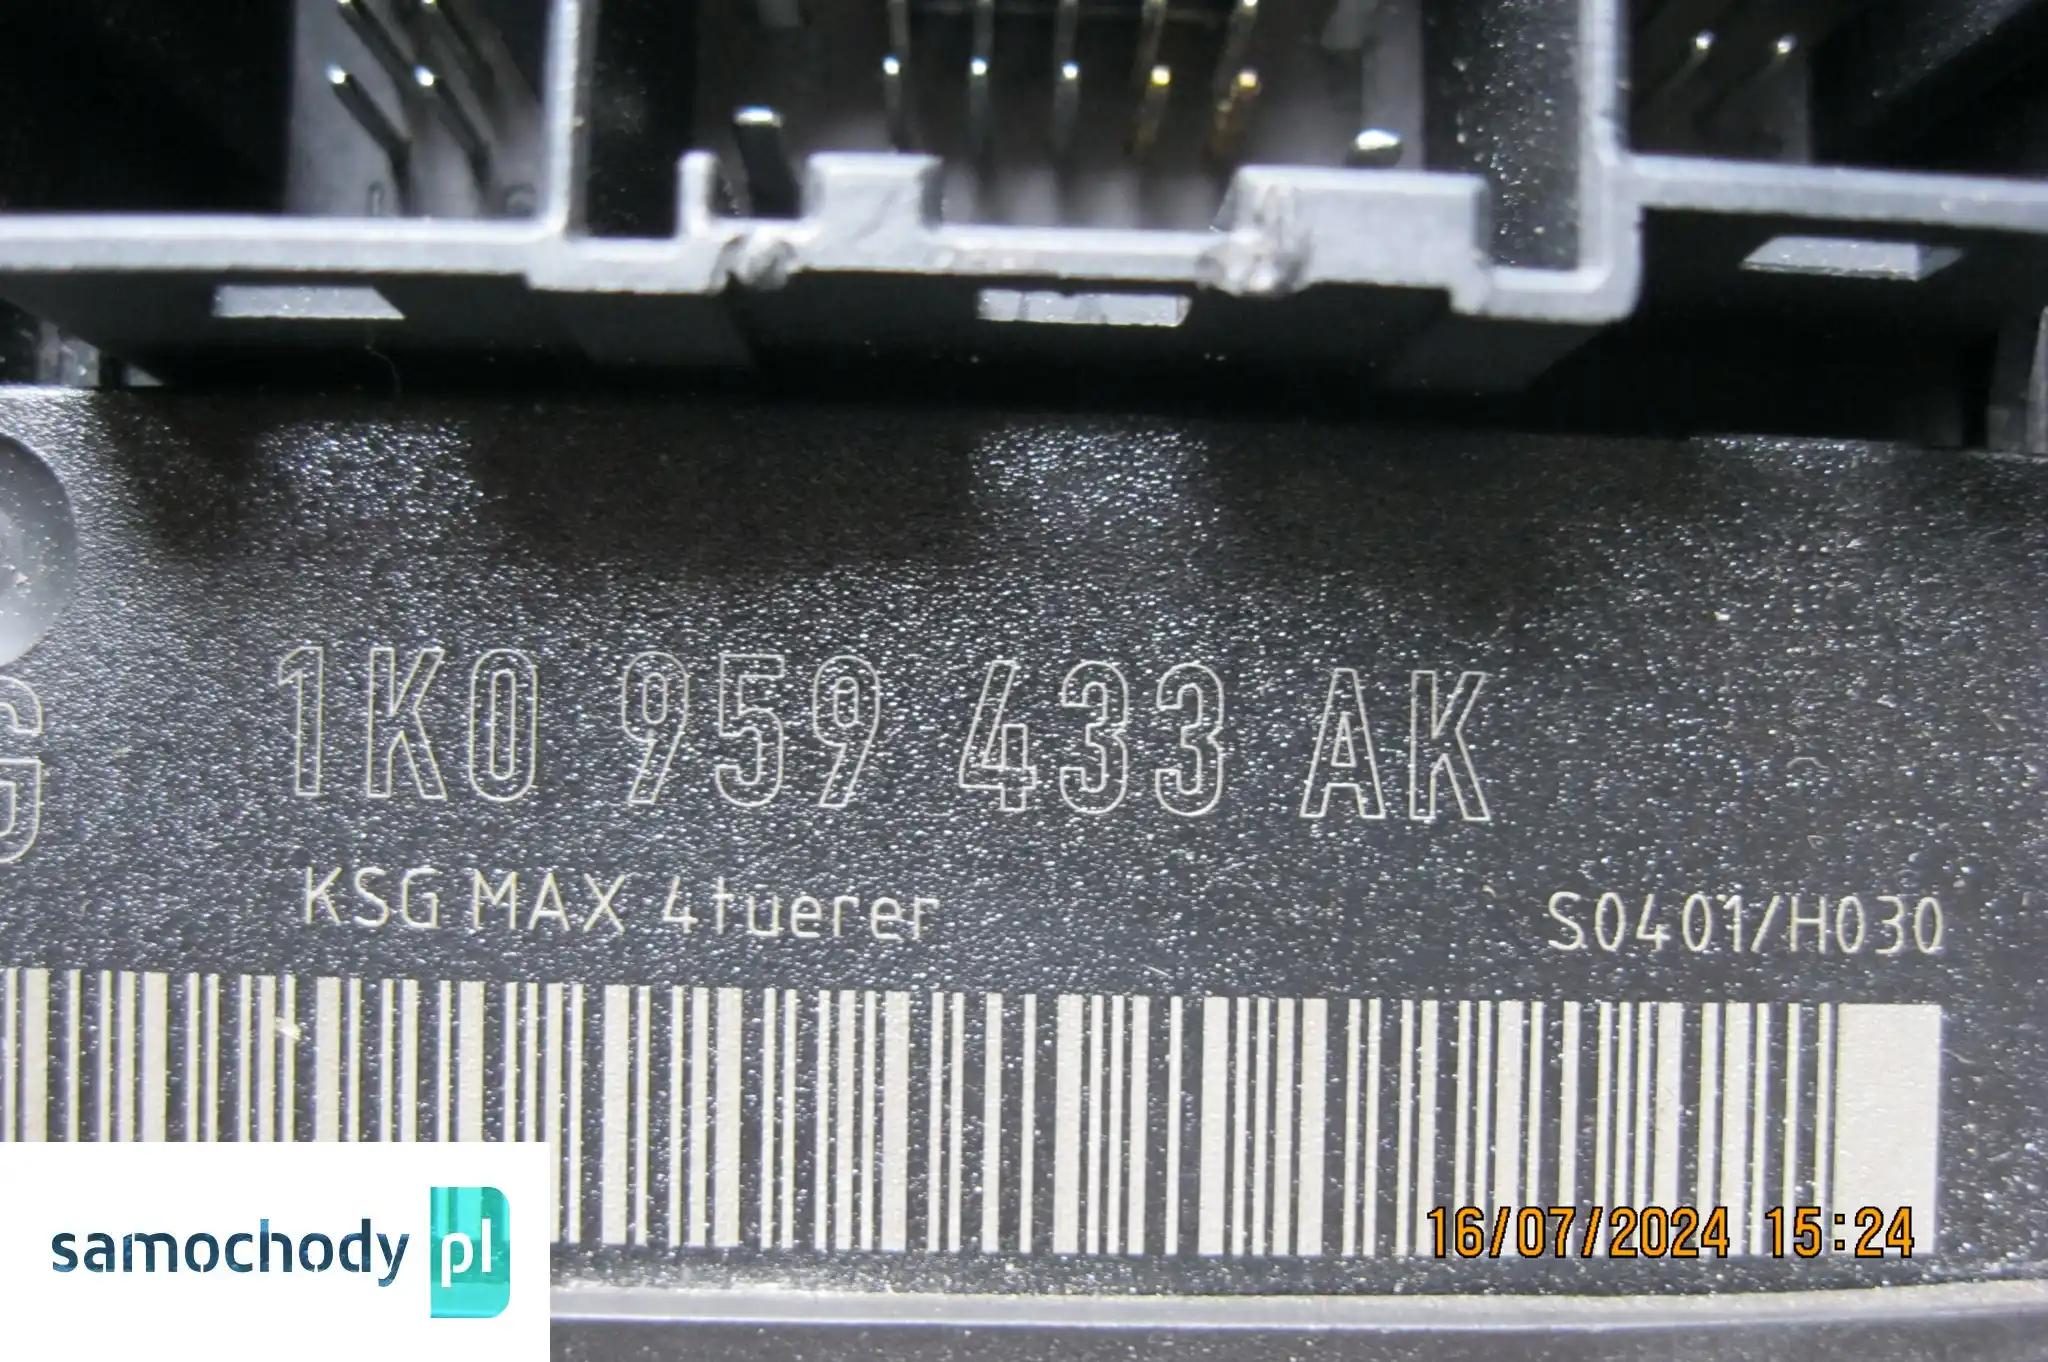 G 1K0 959 433 AK
KSG MAX 4tuerer S0401/H030
16/07/2024 15:24
samochody pl